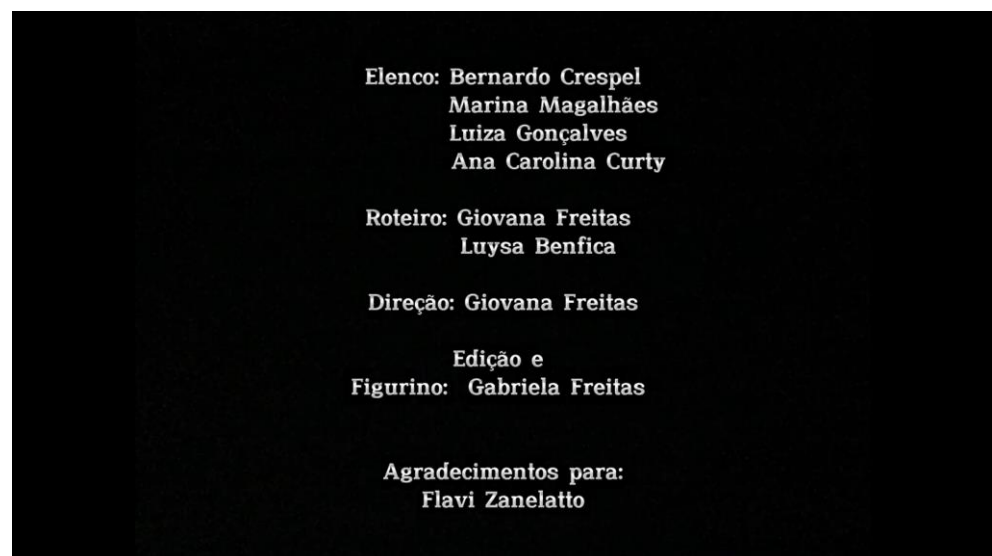 Elenco: Bernardo Crespel
Marina Magalhães
Luiza Gonçalves
Ana Carolina Curty
Roteiro: Giovana Freitas
Luysa Benfica
Direção: Giovana Freitas
Edição e
Figurino: Gabriela Freitas
Agradecimentos para:
Flavi Zanelatto